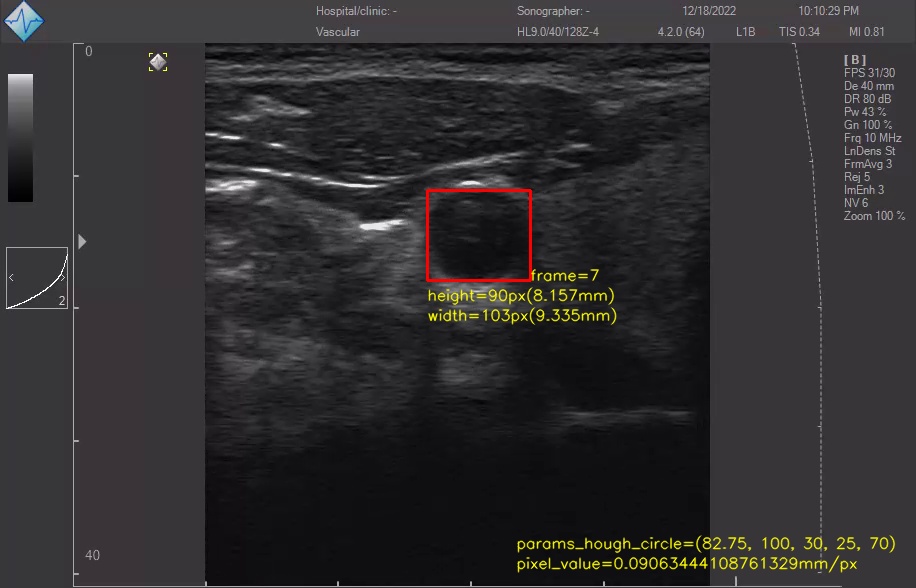 Hospital/clinic: - Sonographer: - 12/18/2022 10:10:29 PM
Vascular HL9.0/40/128Z-4 4.2.0 (64) L1B TIS 0.34 MI 0.81
0
[ B ]
FPS 31/30
De 40 mm
DR 80 dB
Pw 43 %
Gn 100 %
Frq 10 MHz
LnDens St
FrmAvg 3
Rej 5
ImEnh 3
NV 6
Zoom 100 %
2
frame=7
height=90px(8.157mm)
width=103px(9.335mm)
params_hough_circle=(82.75, 100, 30, 25, 70)
40
pixel_value=0.09063444108761329mm/px